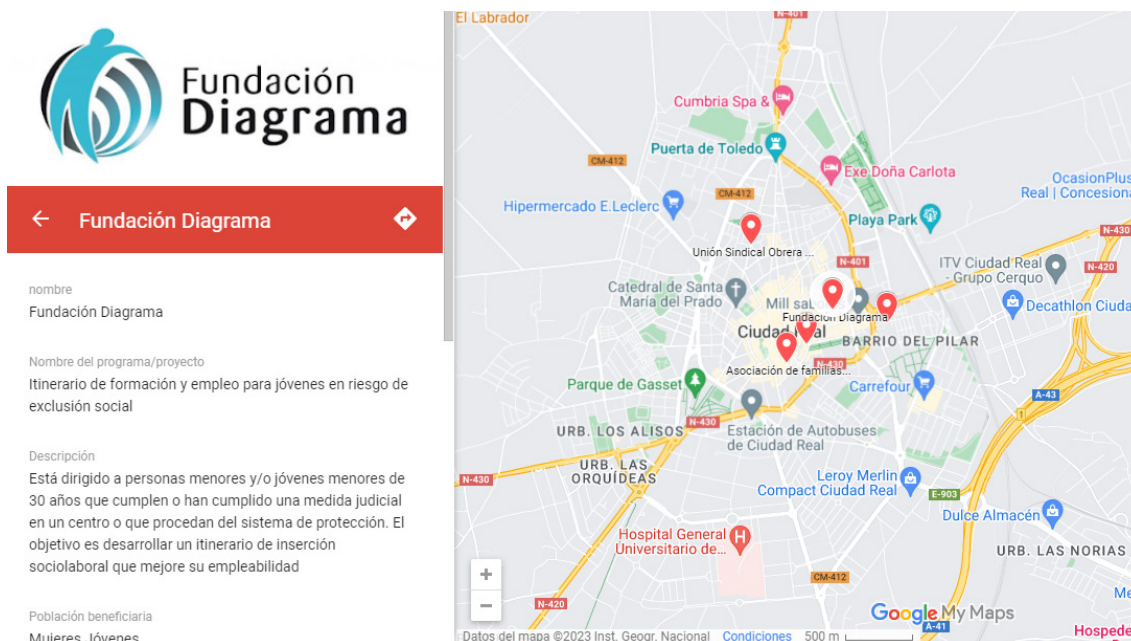 Fundación
Diagrama
Fundación Diagrama
nombre
Fundación Diagrama
Nombre del programa/proyecto
Itinerario de formación y empleo para jóvenes en riesgo de
exclusión social
Descripción
Está dirigido a personas menores y/o jóvenes menores de
30 años que cumplen o han cumplido una medida judicial
en un centro o que procedan del sistema de protección. El
objetivo es desarrollar un itinerario de inserción
sociolaboral que mejore su empleabilidad
Población beneficiaria
Mujeres, Jóvenes
El Labrador
N-401
Cumbria Spa &
Puerta de Toledo
CM-412
Exe Doña Carlota
OcasionPlus
Real | Concesiona
CM-412
Hipermercado E.Leclerc
Playa Park
N-430
Unión Sindical Obrera ...
N-401
ITV Ciudad Real
- Grupo Cerquo
N-420
Catedral de Santa
María del Prado
Decathlon Ciuda
Fundación Diagrama
Ciudad Real
BARRIO DEL PILAR
N-430
Asociación de familias...
Parque de Gasset
Carrefour
A-43
N-430
URB. LOS ALISOS
Estación de Autobuses
de Ciudad Real
1
URB. LAS
ORQUÍDEAS
N-430
Leroy Merlin
Compact Ciudad Real
E-903
Dulce Almacén
Hospital General
Universitario de...
URB. LAS NORIAS
CM-412
Me
N-420
Google My Maps
A-41
Hospede
Datos del mapa ©2023 Inst. Geogr. Nacional
Condiciones
500 m